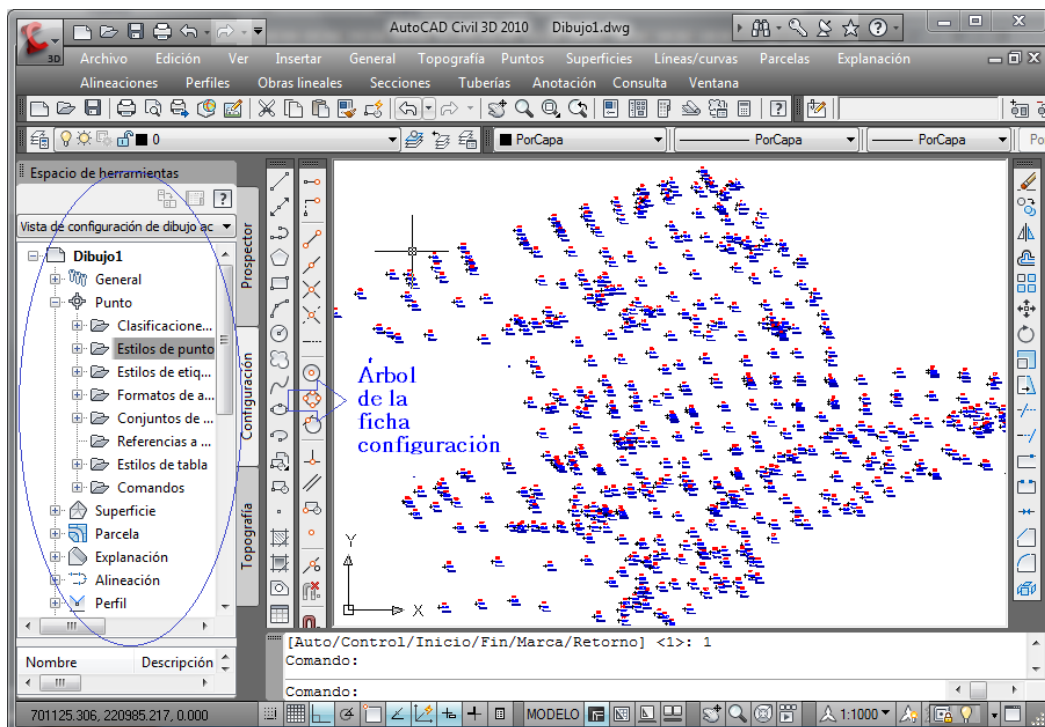 AutoCAD Civil 3D 2010 Dibujo1.dwg
3D
Archivo Edición Ver Insertar General Topografía Puntos Superficies Líneas/curvas Parcelas Explanación
Alineaciones Perfiles Obras lineales Secciones Tuberías Anotación Consulta Ventana
0 PorCapa PorCapa PorCapa Po
Espacio de herramientas
Vista de configuración de dibujo ac
Dibujo1
General
Punto
Clasificacione...
Estilos de punto
Estilos de etiq...
Formatos de a...
Conjuntos de ...
Referencias a ...
Estilos de tabla
Comandos
Superficie
Parcela
Explanación
Alineación
Perfil
Nombre Descripción
Prospector
Configuración
Topografía
Árbol
de la
ficha
configuración
Y
X
[Auto/Control/Inicio/Fin/Marca/Retorno] <1>: 1
Comando:
Comando:
701125.306, 220985.217, 0.000 MODELO 1:1000